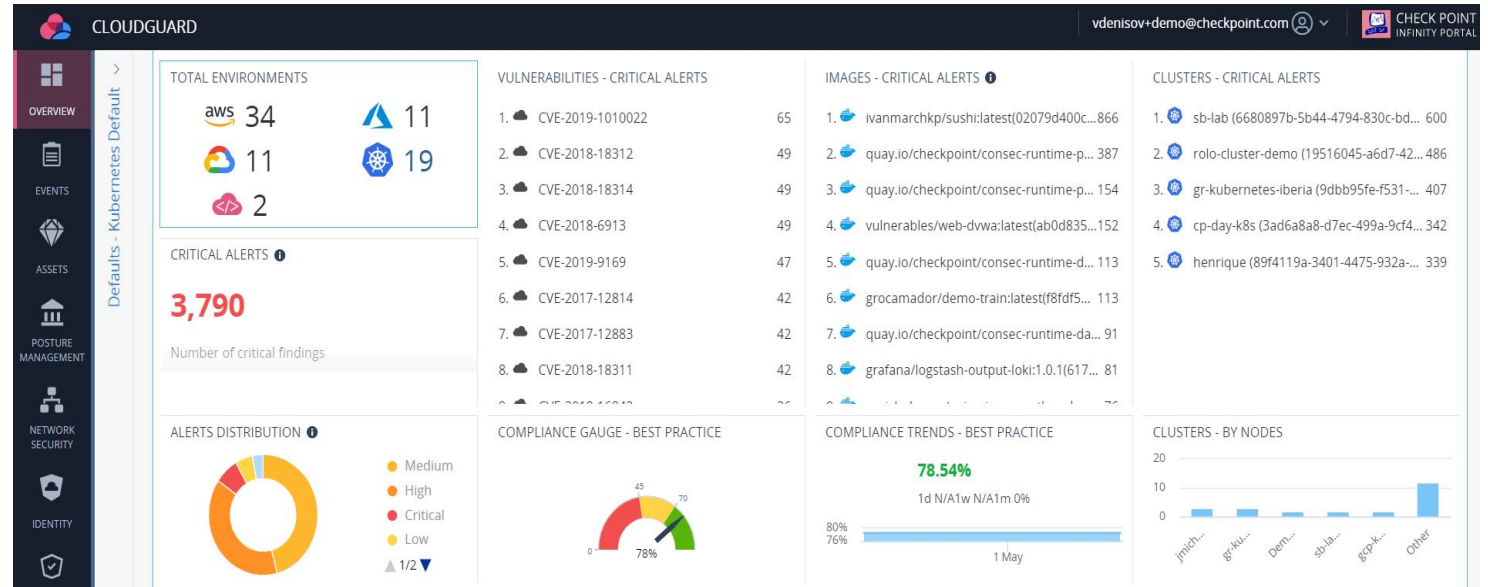 CLOUDGUARD
vdenisov+demo@checkpoint.com
CHECK POINT
INFINITY PORTAL
OVERVIEW
EVENTS
ASSETS
POSTURE
MANAGEMENT
NETWORK
SECURITY
IDENTITY
Defaults - Kubernetes Default
TOTAL ENVIRONMENTS
aws 34
11
11
19
2
CRITICAL ALERTS
3,790
Number of critical findings
VULNERABILITIES - CRITICAL ALERTS
1. CVE-2019-1010022 65
2. CVE-2018-18312 49
3. CVE-2018-18314 49
4. CVE-2018-6913 49
5. CVE-2019-9169 47
6. CVE-2017-12814 42
7. CVE-2017-12883 42
8. CVE-2018-18311 42
IMAGES - CRITICAL ALERTS
1. ivanmarchkp/sushi:latest(02079d400c...866
2. quay.io/checkpoint/consec-runtime-p... 387
3. quay.io/checkpoint/consec-runtime-p... 154
4. vulnerables/web-dvwa:latest(ab0d835...152
5. quay.io/checkpoint/consec-runtime-d... 113
6. grocamador/demo-train:latest(f8fdf5... 113
7. quay.io/checkpoint/consec-runtime-da... 91
8. grafana/logstash-output-loki:1.0.1(617... 81
CLUSTERS - CRITICAL ALERTS
1. sb-lab (6680897b-5b44-4794-830c-bd... 600
2. rolo-cluster-demo (19516045-a6d7-42... 486
3. gr-kubernetes-iberia (9dbb95fe-f531-... 407
4. cp-day-k8s (3ad6a8a8-d7ec-499a-9cf4... 342
5. henrique (89f4119a-3401-4475-932a-... 339
ALERTS DISTRIBUTION
Medium
High
Critical
Low
1/2
COMPLIANCE GAUGE - BEST PRACTICE
45
70
0
78%
COMPLIANCE TRENDS - BEST PRACTICE
78.54%
1d N/A1w N/A1m 0%
80%
76%
1 May
CLUSTERS - BY NODES
20
10
0
jmich...
gr-ku...
Dem...
sb-la...
gcp-k...
Other